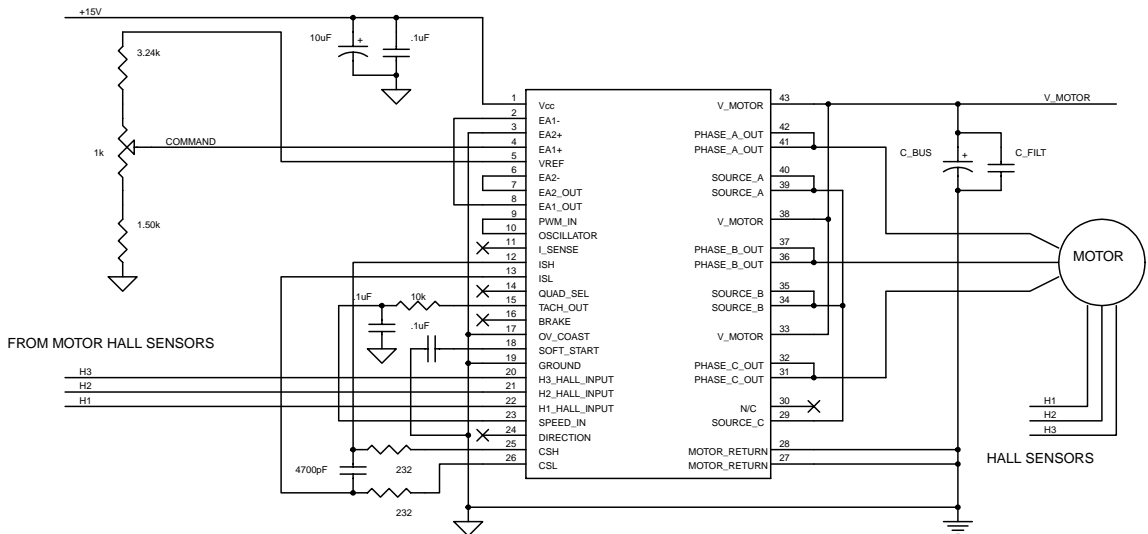 +15V
10uF
+
.1uF
3.24k
1k
COMMAND
1.50k
FROM MOTOR HALL SENSORS
H3
H2
H1
.1uF
10k
.1uF
4700pF
232
232
1 Vcc
2 EA1-
3 EA2+
4 EA1+
5 VREF
6 EA2-
7 EA2_OUT
8 EA1_OUT
9 PWM_IN
10 OSCILLATOR
11 I_SENSE
12 ISH
13 ISL
14 QUAD_SEL
15 TACH_OUT
16 BRAKE
17 OV_COAST
18 SOFT_START
19 GROUND
20 H3_HALL_INPUT
21 H2_HALL_INPUT
22 H1_HALL_INPUT
23 SPEED_IN
24 DIRECTION
25 CSH
26 CSL
V_MOTOR 43
PHASE_A_OUT 42
PHASE_A_OUT 41
SOURCE_A 40
SOURCE_A 39
V_MOTOR 38
PHASE_B_OUT 37
PHASE_B_OUT 36
SOURCE_B 35
SOURCE_B 34
V_MOTOR 33
PHASE_C_OUT 32
PHASE_C_OUT 31
N/C 30
SOURCE_C 29
MOTOR_RETURN 28
MOTOR_RETURN 27
V_MOTOR
C_BUS
+
C_FILT
MOTOR
H1
H2
H3
HALL SENSORS